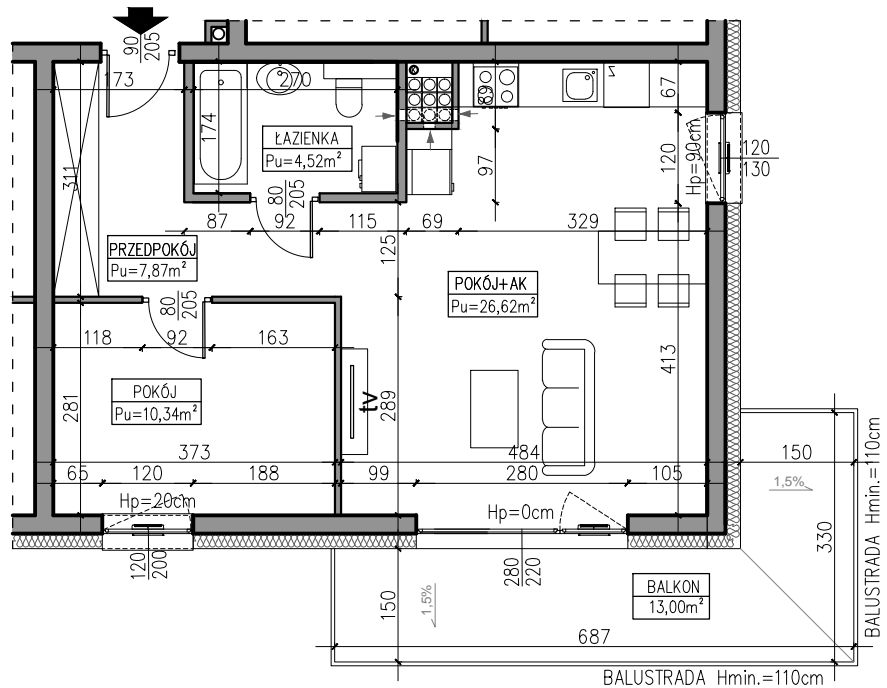 90
205
173
270
89
67
174
ŁAZIENKA
Pu=4,52m²
311
97
Hp=90cm
120
120
130
80
205
87
92
115
69
329
125
PRZEDPOKÓJ
Pu=7,87m²
POKÓJ+AK
Pu=26,62m²
80
205
118
92
163
413
281
POKÓJ
Pu=10,34m²
tv
289
373
484
150
65
120
188
99
280
105
1,5%
Hp=20cm
Hp=0cm
120
200
280
220
330
BALUSTRADA Hmin.=110cm
150
1,5%
BALKON
13,00m²
687
BALUSTRADA Hmin.=110cm